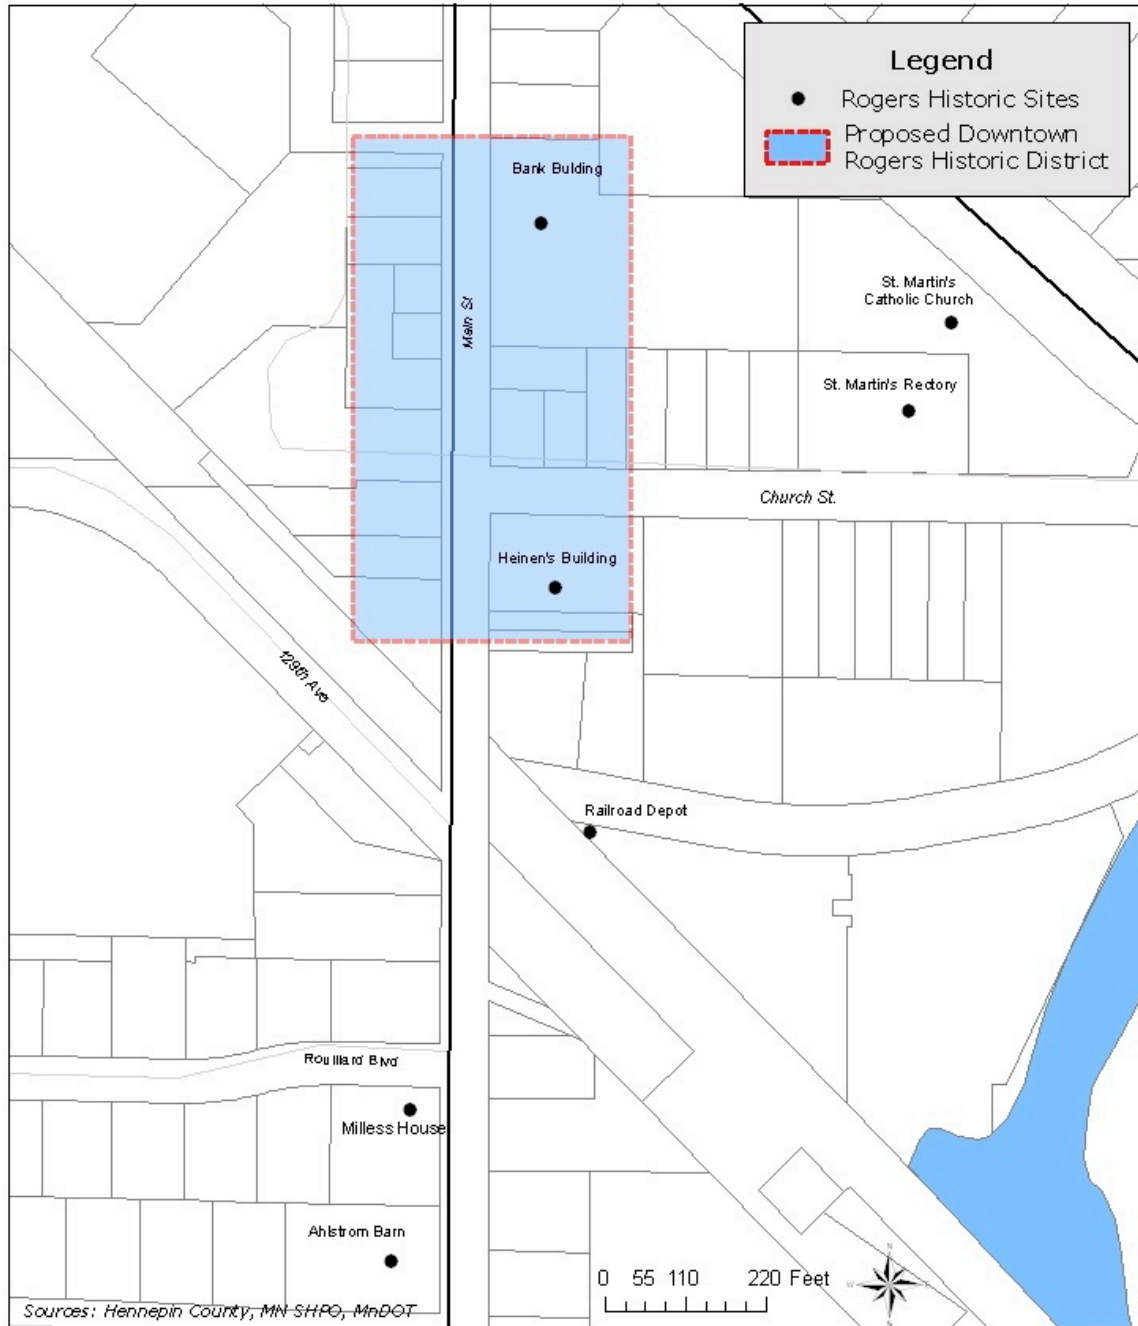 Legend
Rogers Historic Sites
Proposed Downtown
Rogers Historic District
Bank Bulding
Main St
St. Martin's
Catholic Church
St. Martin's Rectory
Church St.
Heinen's Building
129th Ave
Railroad Depot
Rouillard Blvd
Milless House
Ahlstrom Barn
0 55 110 220 Feet
N
W E
S
Sources: Hennepin County, MN SHPO, MnDOT